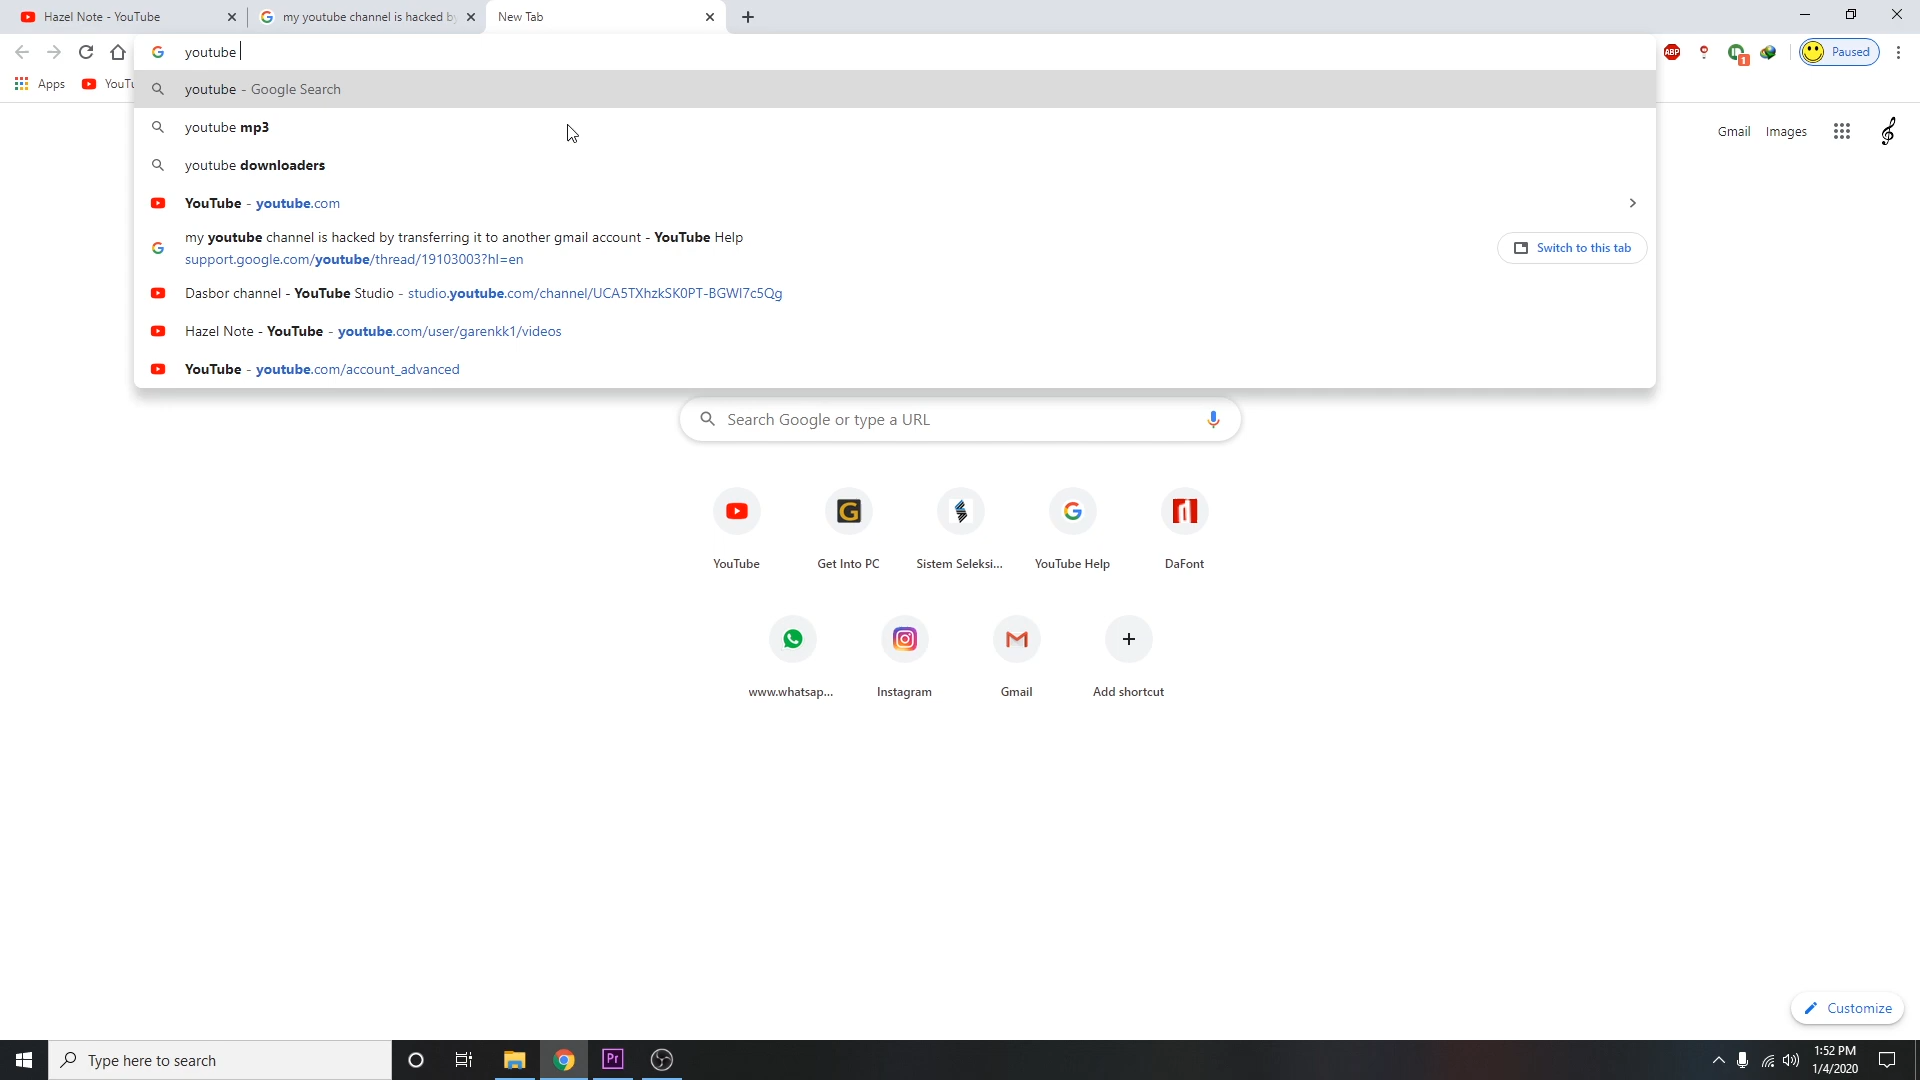 Hazel Note - YouTube
my youtube channel is hacked by
New Tab
youtube
ABP
1
Paused
Apps
YouTu
youtube - Google Search
youtube mp3
youtube downloaders
YouTube - youtube.com
my youtube channel is hacked by transferring it to another gmail account - YouTube Help
support.google.com/youtube/thread/19103003?hl=en
Switch to this tab
Dasbor channel - YouTube Studio - studio.youtube.com/channel/UCA5TXhzkSK0PT-BGWI7c5Qg
Hazel Note - YouTube - youtube.com/user/garenkk1/videos
YouTube - youtube.com/account_advanced
Gmail
Images
Search Google or type a URL
YouTube
Get Into PC
Sistem Seleksi...
YouTube Help
DaFont
www.whatsap...
Instagram
Gmail
Add shortcut
Customize
Type here to search
Pr
1:52 PM
1/4/2020